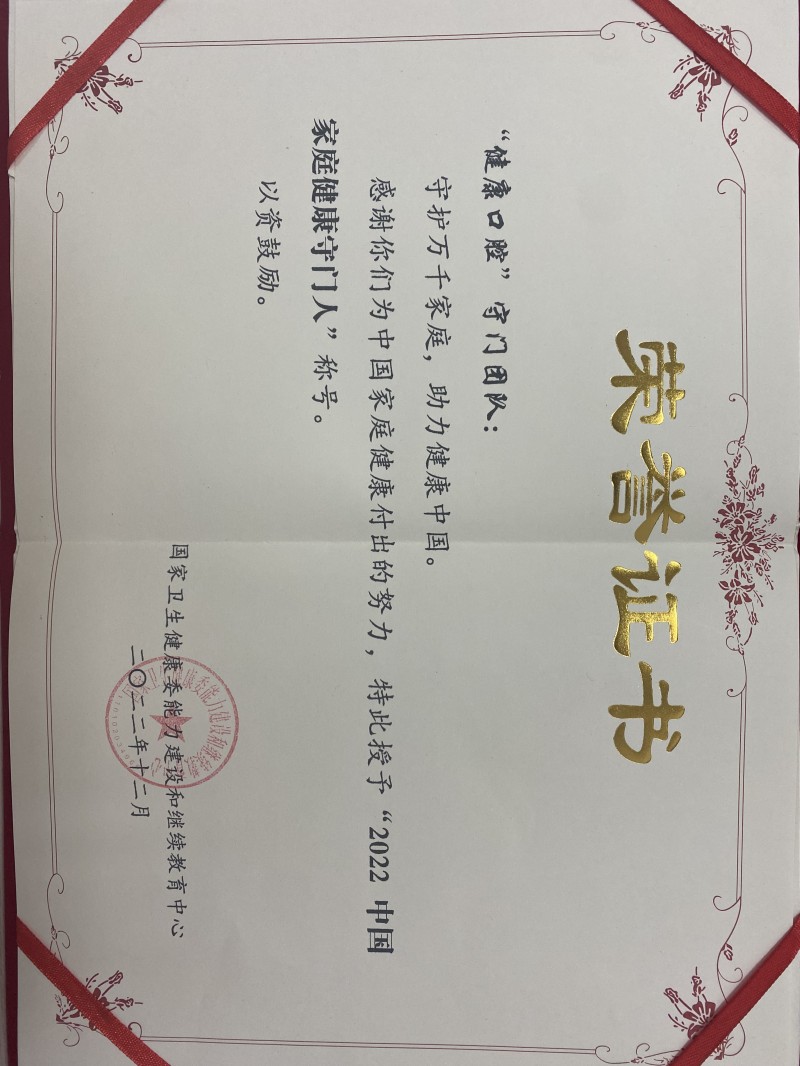 荣誉证书
“健康口腔”守门团队：
守护万千家庭，助力健康中国。
感谢你们为中国家庭健康付出的努力，特此授予“2022 中国
家庭健康守门人”称号。
以资鼓励。
国家卫生健康委能力建设和继续教育中心
二〇二二年十二月